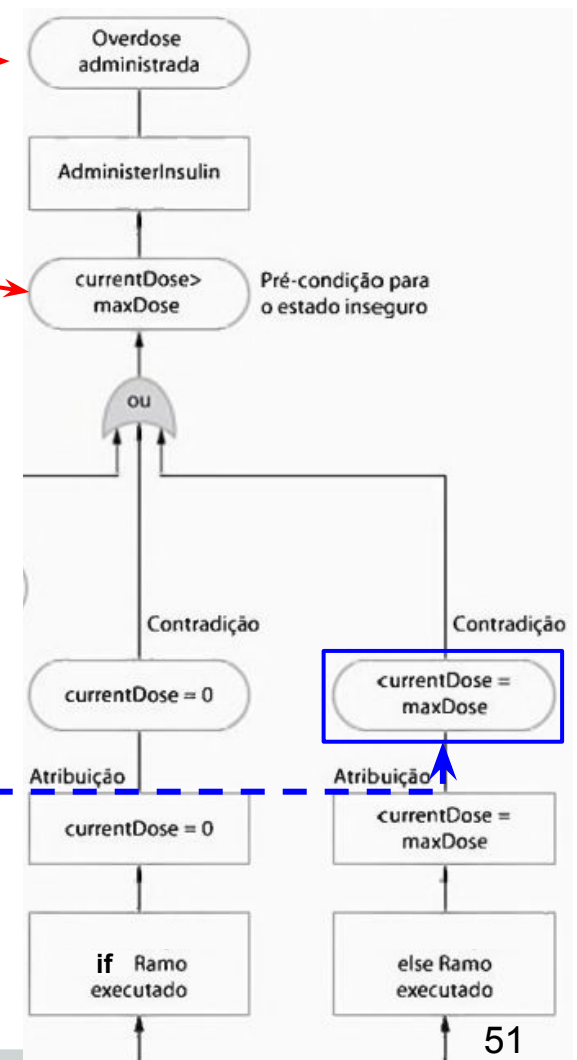 Overdose
administrada
AdministerInsulin
currentDose>
maxDose
Pré-condição para
o estado inseguro
ou
Contradição
Contradição
currentDose = 0
currentDose =
maxDose
Atribuição
Atribuição
currentDose = 0
currentDose =
maxDose
if Ramo
executado
else Ramo
executado
51